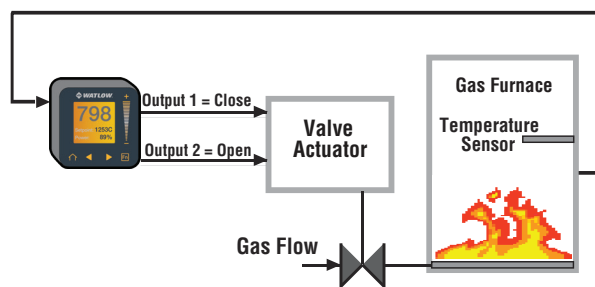 WATLOW
798
1253C
89%
Output 1 = Close
Output 2 = Open
Valve
Actuator
Gas Flow
Gas Furnace
Temperature
Sensor